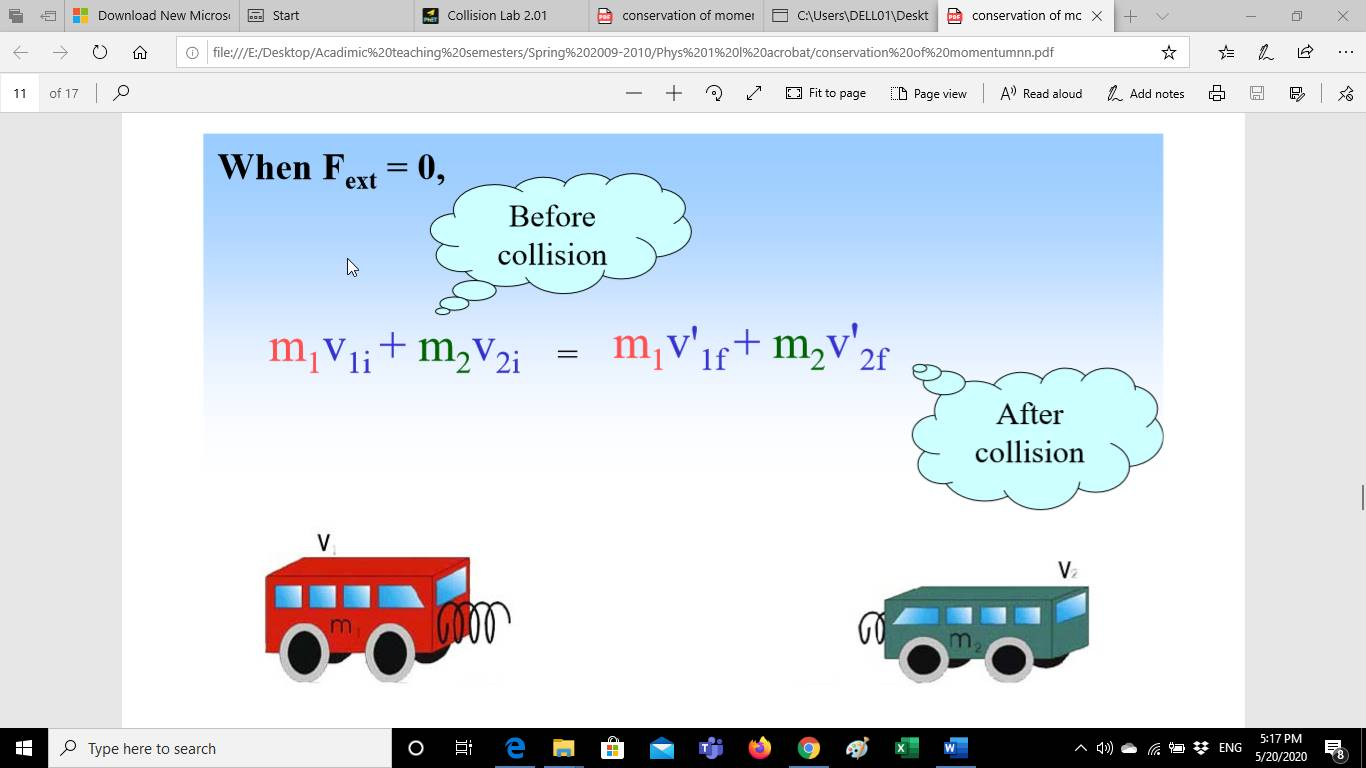 Download New Micros
Start
Collision Lab 2.01
conservation of momen
C:\Users\DELL01\Deskt
conservation of mc
file:///E:/Desktop/Acadimic%20teaching%20semesters/Spring%202009-2010/Phys%201%20l%20acrobat/conservation%20of%20momentumnn.pdf
11 of 17
Fit to page
Page view
Read aloud
Add notes
When Fext = 0,
Before
collision
m1v1i + m2v2i = m1v'1f + m2v'2f
After
collision
V1
V2
m1
m2
Type here to search
ENG
5:17 PM
5/20/2020
8